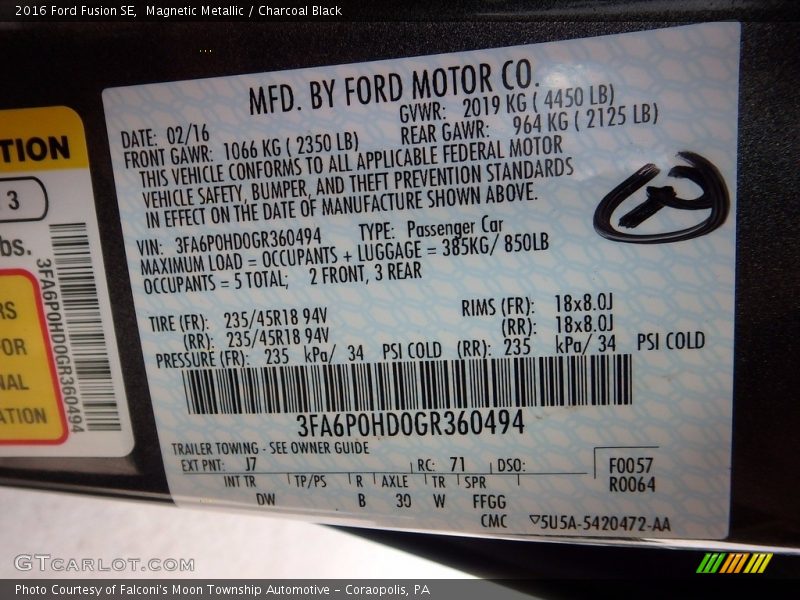 2016 Ford Fusion SE, Magnetic Metallic / Charcoal Black
TION
3
bs.
3FA6P0HD0GR360494
RS
FOR
NAL
ATION
MFD. BY FORD MOTOR CO.
DATE: 02/16 GVWR: 2019 KG ( 4450 LB)
FRONT GAWR: 1066 KG ( 2350 LB) REAR GAWR: 964 KG ( 2125 LB)
THIS VEHICLE CONFORMS TO ALL APPLICABLE FEDERAL MOTOR
VEHICLE SAFETY, BUMPER, AND THEFT PREVENTION STANDARDS
IN EFFECT ON THE DATE OF MANUFACTURE SHOWN ABOVE.
VIN: 3FA6P0HD0GR360494 TYPE: Passenger Car
MAXIMUM LOAD = OCCUPANTS + LUGGAGE = 385KG/ 850LB
OCCUPANTS = 5 TOTAL; 2 FRONT, 3 REAR
TIRE (FR): 235/45R18 94V RIMS (FR): 18x8.0J
(RR): 235/45R18 94V (RR): 18x8.0J
PRESSURE (FR): 235 kPa/ 34 PSI COLD (RR): 235 kPa/ 34 PSI COLD
3FA6P0HD0GR360494
TRAILER TOWING - SEE OWNER GUIDE
EXT PNT: J7 RC: 71 DSO: F0057
R0064
INT TR TP/PS R AXLE TR SPR
DW B 30 W FFGG
CMC ▽5U5A-5420472-AA
GTCARLOT.COM
Photo Courtesy of Falconi's Moon Township Automotive - Coraopolis, PA